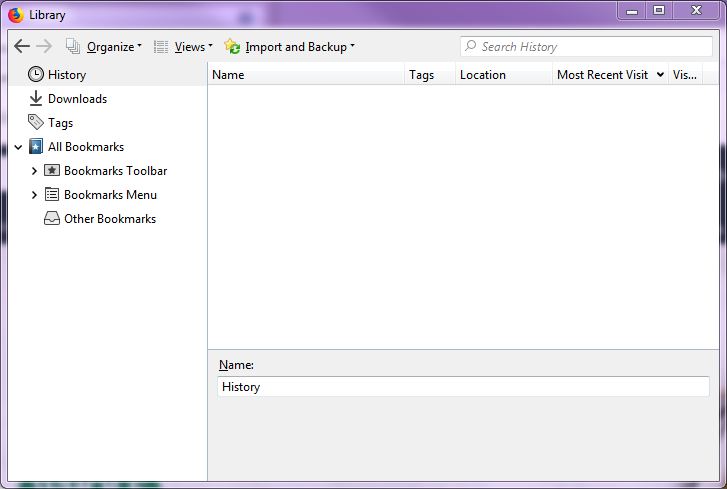 Library
Organize Views Import and Backup Search History
History
Downloads
Tags
All Bookmarks
Bookmarks Toolbar
Bookmarks Menu
Other Bookmarks
Name Tags Location Most Recent Visit Vis...
Name:
History